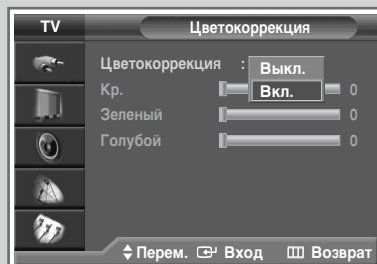 TV
Цветокоррекция
Цветокоррекция :
Выкл.
Кр. 0
Вкл.
Зеленый 0
Голубой 0
Перем. Вход Возврат